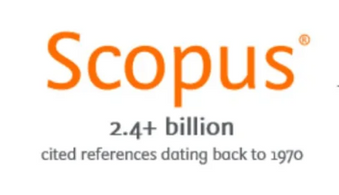 Scopus®
2.4+ billion
cited references dating back to 1970